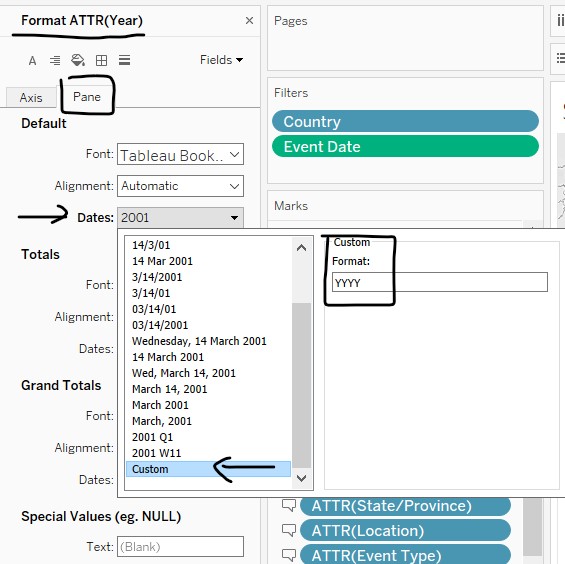 Format ATTR(Year)
×
Fields
Axis
Pane
Default
Font:
Tableau Book..
Alignment:
Automatic
Dates:
2001
14/3/01
14 Mar 2001
3/14/2001
3/14/01
03/14/01
03/14/2001
Wednesday, 14 March 2001
14 March 2001
Wed, March 14, 2001
March 14, 2001
March 2001
March, 2001
2001 Q1
2001 W11
Custom
Custom
Format:
YYYY
Totals
Font:
Alignment:
Dates:
Grand Totals
Font:
Alignment:
Dates:
Special Values (eg. NULL)
Text:
(Blank)
Pages
Filters
Country
Event Date
Marks
ATTR(State/Province)
ATTR(Location)
ATTR(Event Type)